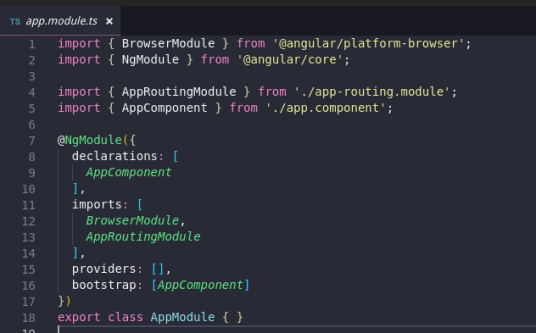 TS app.module.ts ×
1 import { BrowserModule } from '@angular/platform-browser';
2 import { NgModule } from '@angular/core';
3
4 import { AppRoutingModule } from './app-routing.module';
5 import { AppComponent } from './app.component';
6
7 @NgModule({
8   declarations: [
9     AppComponent
10   ],
11   imports: [
12     BrowserModule,
13     AppRoutingModule
14   ],
15   providers: [],
16   bootstrap: [AppComponent]
17 })
18 export class AppModule { }
19